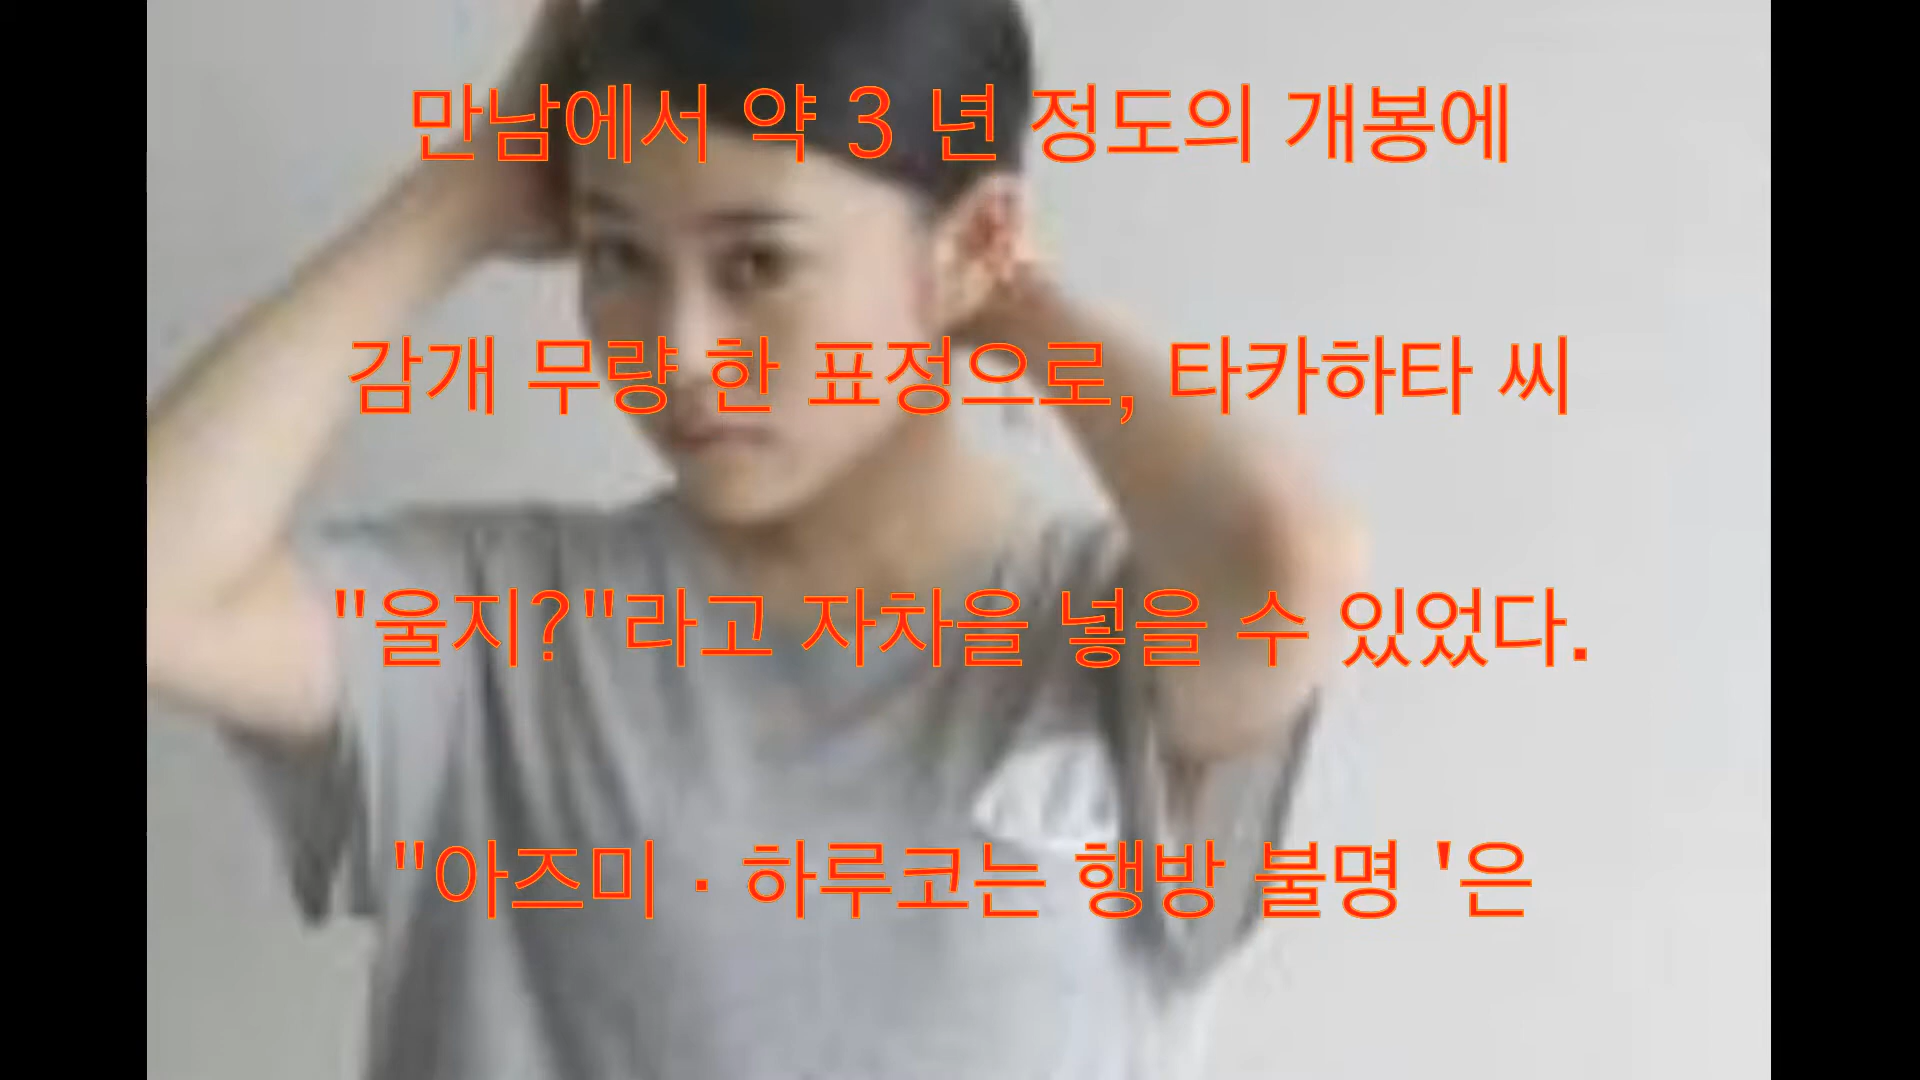 만남에서 약 3 년 정도의 개봉에
감개 무량 한 표정으로, 타카하타 씨
"울지?"라고 자차을 넣을 수 있었다.
"아즈미 · 하루코는 행방 불명 '은